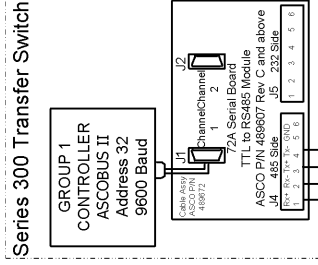 Series 300 Transfer Switch
GROUP 1
CONTROLLER
ASCOBUS II
Address 32
9600 Baud
Cable Assy
ASCO P/N
489672
J1
J2
ChannelChannel
1 2
72A Serial Board
TTL to RS485 Module
ASCO P/N 489607 Rev C and above
485 Side
232 Side
J4
J5
Rx+ Rx- Tx+ Tx- GND
1 2 3 4 5 6
1 2 3 4 5 6